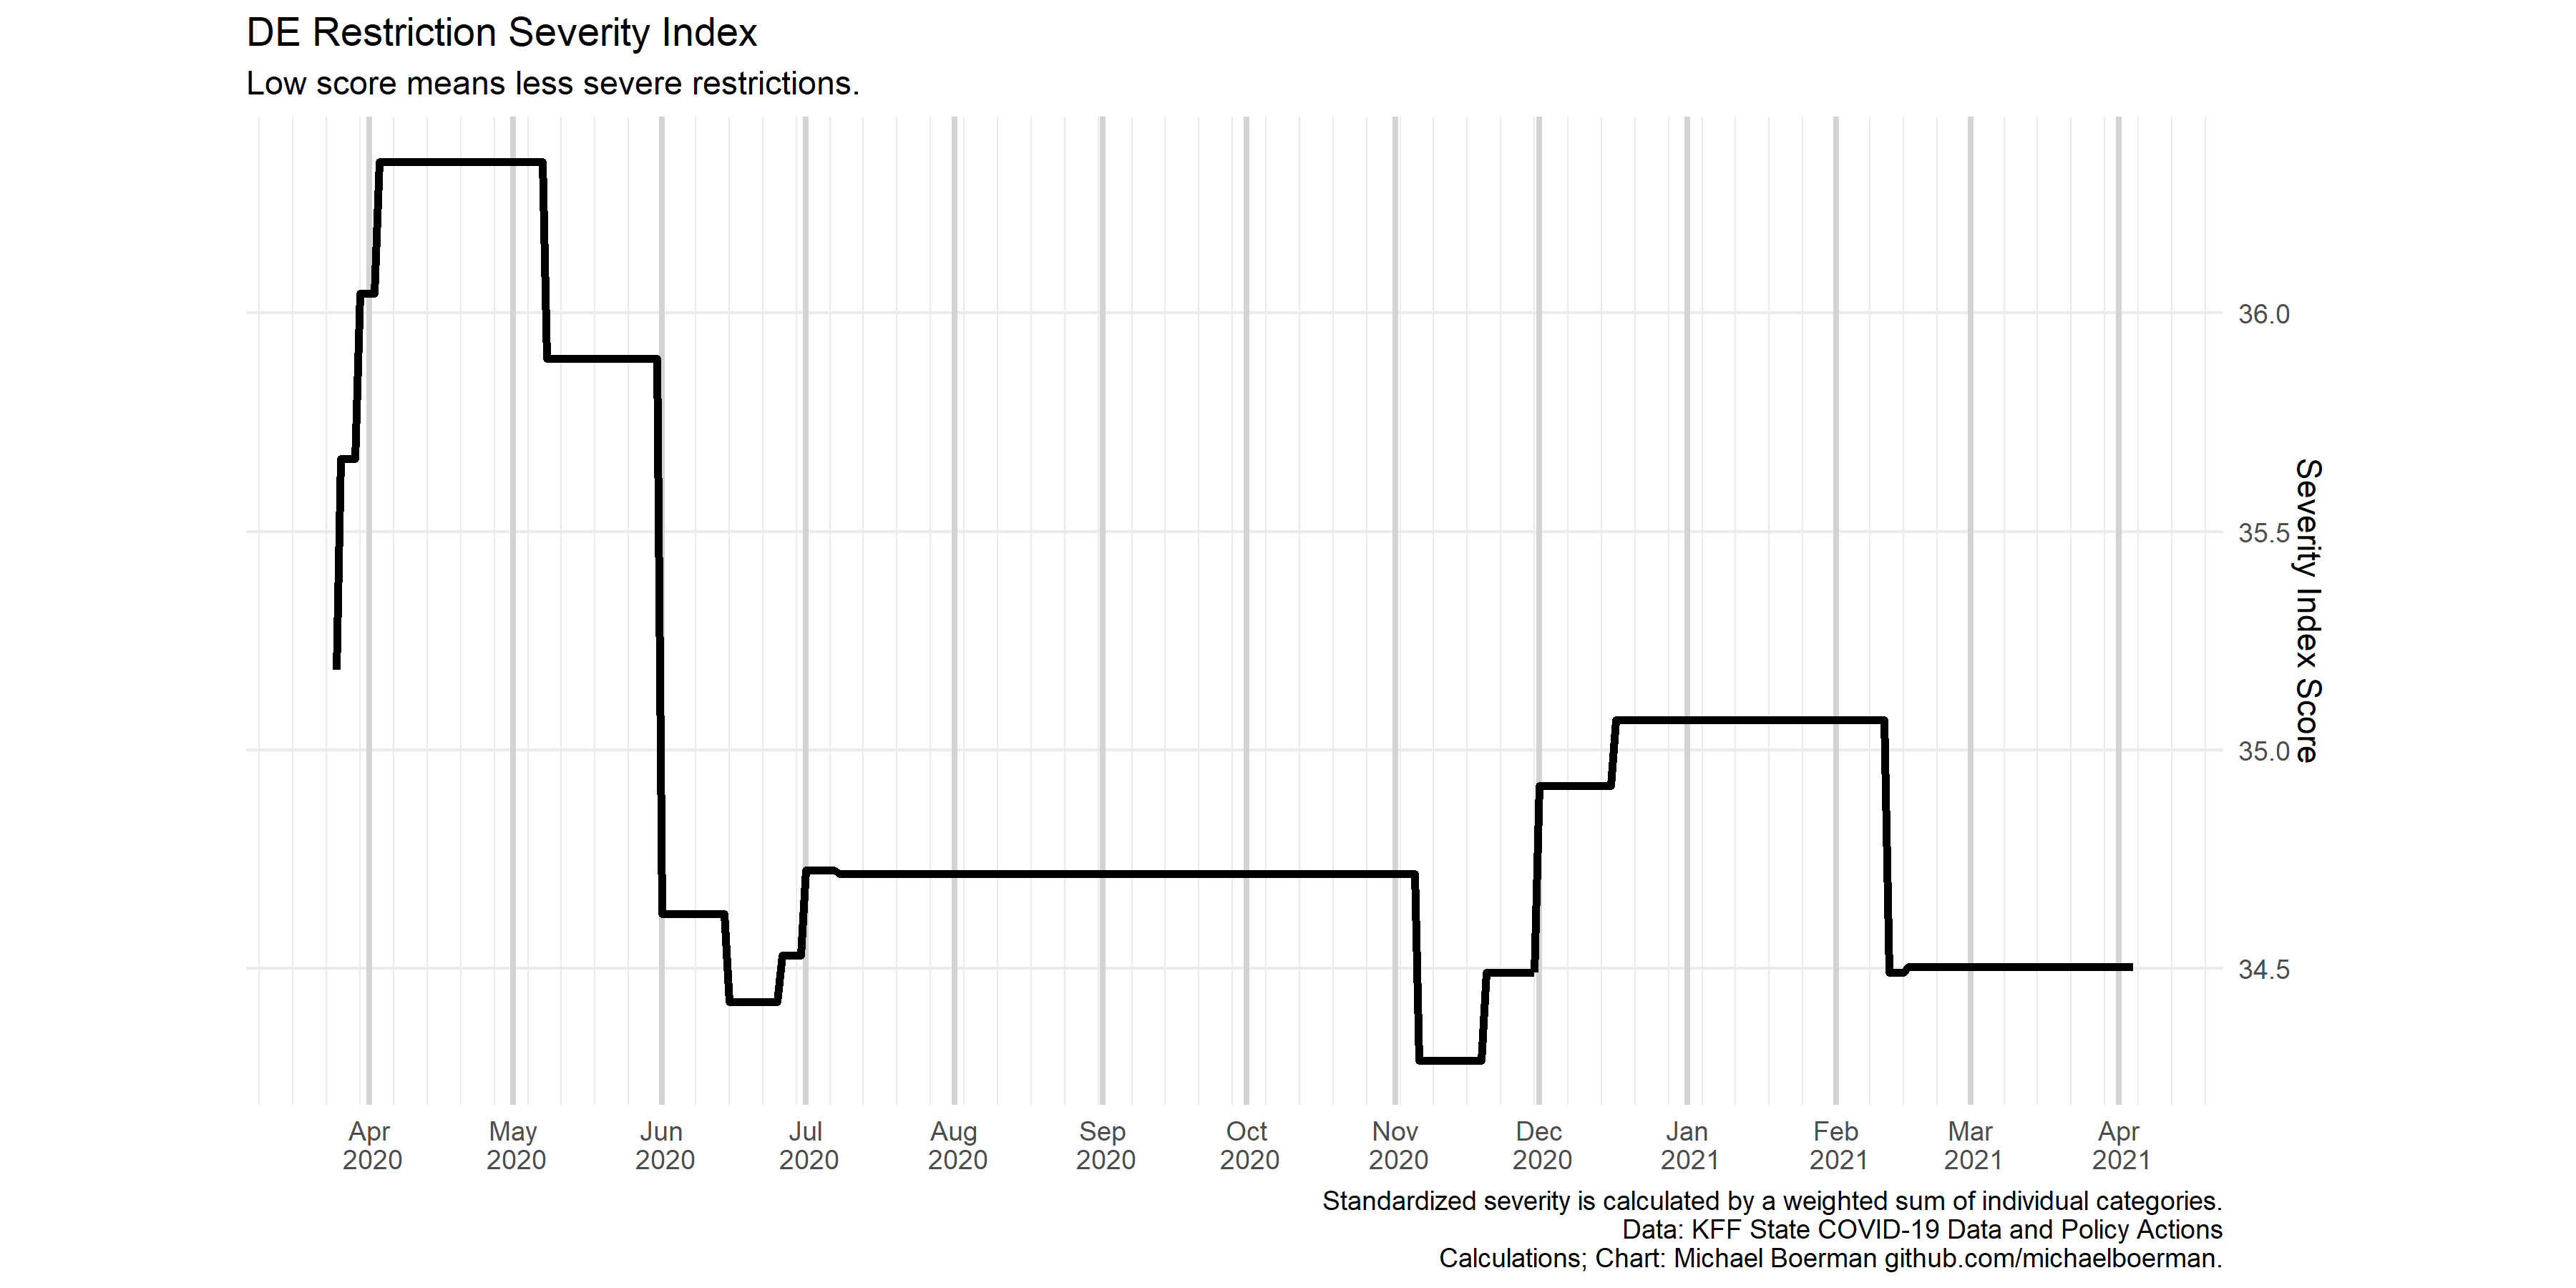 DE Restriction Severity Index
Low score means less severe restrictions.
36.0
35.5
35.0
34.5
Severity Index Score
Apr May Jun Jul Aug Sep Oct Nov Dec Jan Feb Mar Apr
2020 2020 2020 2020 2020 2020 2020 2020 2020 2021 2021 2021 2021
Standardized severity is calculated by a weighted sum of individual categories.
Data: KFF State COVID-19 Data and Policy Actions
Calculations; Chart: Michael Boerman github.com/michaelboerman.